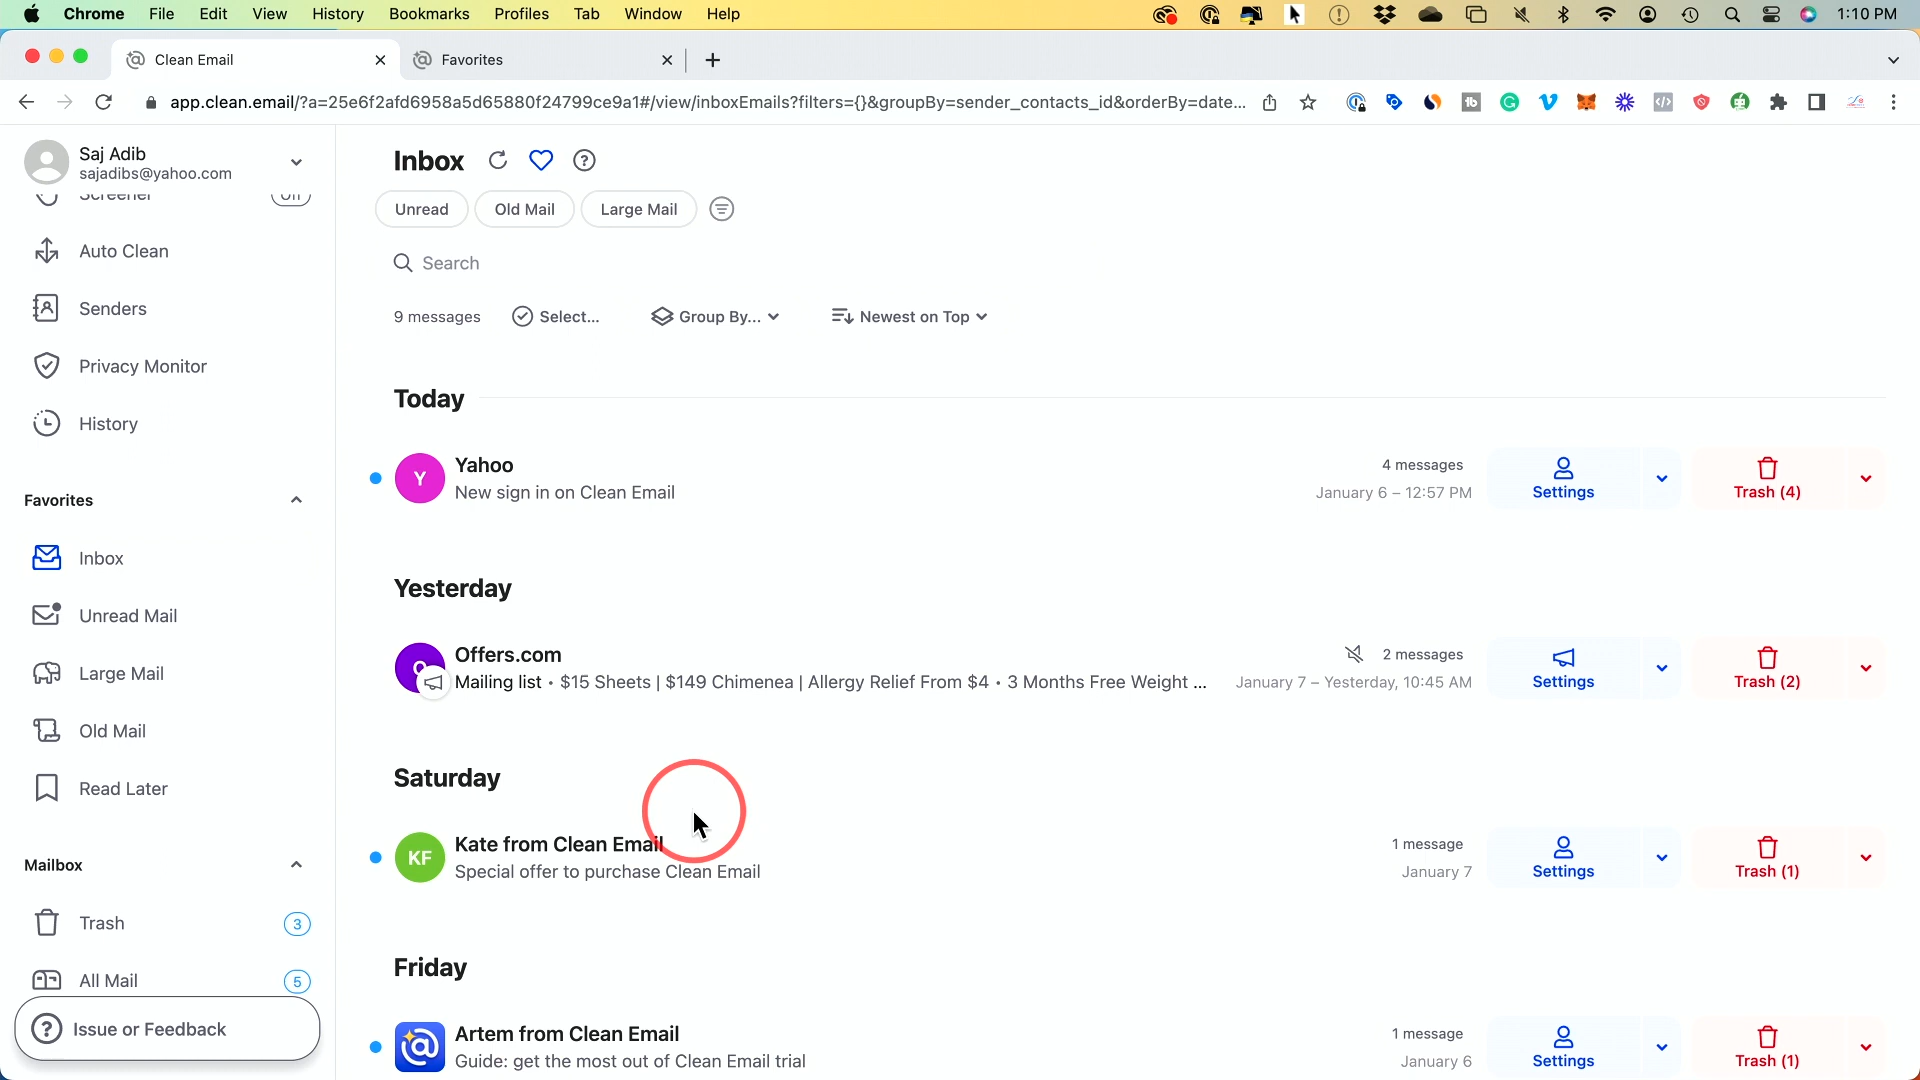 Chrome File Edit View History Bookmarks Profiles Tab Window Help 1:10 PM
Clean Email Favorites
app.clean.email/?a=25e6f2afd6958a5d65880f24799ce9a1#/view/inboxEmails?filters={}&groupBy=sender_contacts_id&orderBy=date...
Saj Adib
sajadibs@yahoo.com
Screener Off
Auto Clean
Senders
Privacy Monitor
History
Favorites
Inbox
Unread Mail
Large Mail
Old Mail
Read Later
Mailbox
Trash 3
All Mail 5
Issue or Feedback
Inbox
Unread Old Mail Large Mail
Search
9 messages Select... Group By... Newest on Top
Today
Y Yahoo 4 messages
New sign in on Clean Email January 6 – 12:57 PM Settings Trash (4)
Yesterday
Offers.com 2 messages
Mailing list • $15 Sheets | $149 Chimenea | Allergy Relief From $4 • 3 Months Free Weight ... January 7 – Yesterday, 10:45 AM Settings Trash (2)
Saturday
KF Kate from Clean Email 1 message
Special offer to purchase Clean Email January 7 Settings Trash (1)
Friday
Artem from Clean Email 1 message
Guide: get the most out of Clean Email trial January 6 Settings Trash (1)